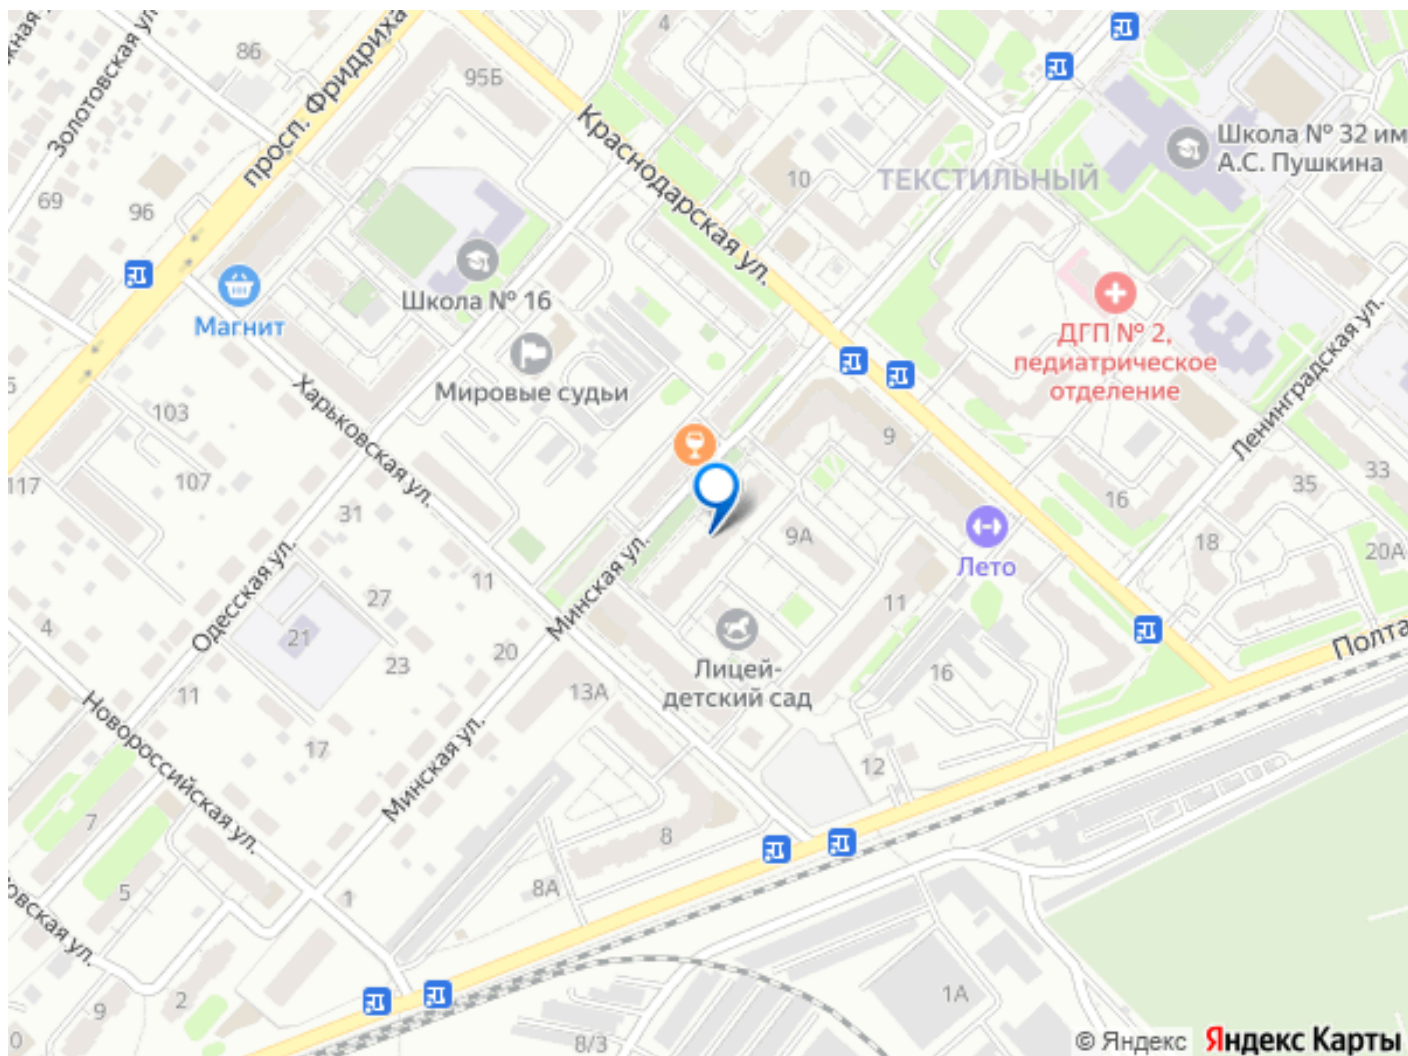 Золотовская ул.
86
95Б
просп. Фридриха
Краснодарская ул.
Школа № 32 им
А.С. Пушкина
10
ТЕКСТИЛЬНЫЙ
69
96
Школа № 16
Магнит
ДГП № 2,
педиатрическое
отделение
Ленинградская ул.
Мировые судьи
Харьковская ул.
103
9
33
117
107
31
16
35
9А
18
20А
Лето
Одесская ул.
Минская ул.
11
27
11
4
21
23
20
Полта
Лицей-
детский сад
16
11
13А
Новороссийская ул.
17
Минская ул.
12
7
8
5
1
8А
овская ул.
2
9
0
1А
8/3
© Яндекс
Яндекс Карты